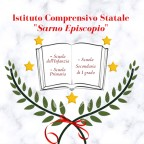 Istituto Comprensivo Statale
"Sarno Episcopio"
- Scuola
dell'Infanzia
- Scuola
Primaria
- Scuola
Secondaria
di I grado